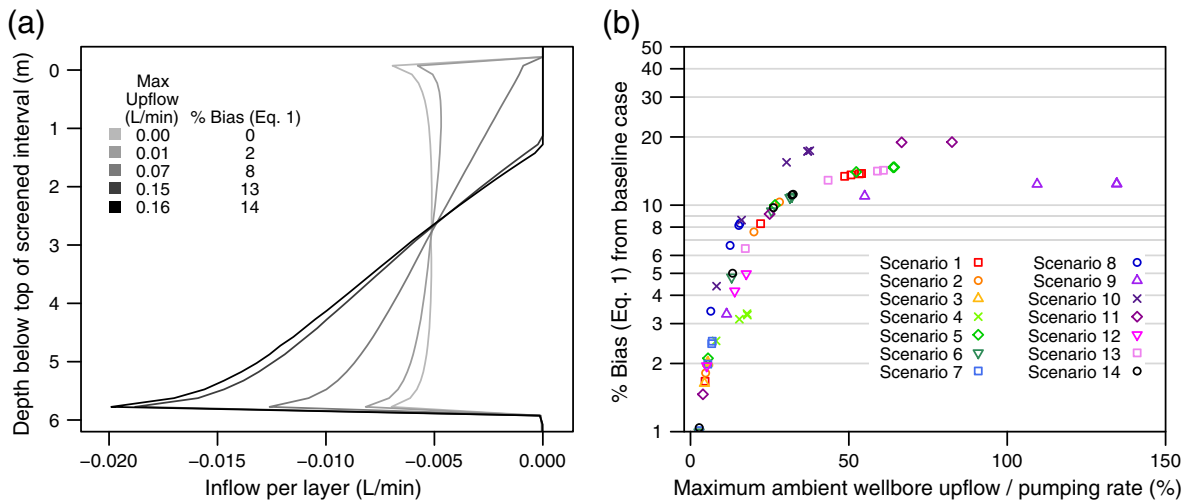 (a)
Depth below top of screened interval (m)
0
1
2
3
4
5
6
Max
Upflow
(L/min) % Bias (Eq. 1)
0.00 0
0.01 2
0.07 8
0.15 13
0.16 14
−0.020 −0.015 −0.010 −0.005 0.000
Inflow per layer (L/min)
(b)
% Bias (Eq. 1) from baseline case
50
40
30
20
10
8
6
5
4
3
2
1
Scenario 1
Scenario 2
Scenario 3
Scenario 4
Scenario 5
Scenario 6
Scenario 7
Scenario 8
Scenario 9
Scenario 10
Scenario 11
Scenario 12
Scenario 13
Scenario 14
0 50 100 150
Maximum ambient wellbore upflow / pumping rate (%)